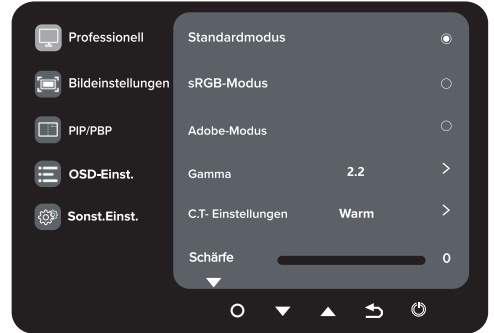 Professionell
Bildeinstellungen
PIP/PBP
OSD-Einst.
Sonst.Einst.
Standardmodus
sRGB-Modus
Adobe-Modus
Gamma 2.2
C.T- Einstellungen Warm
Schärfe 0